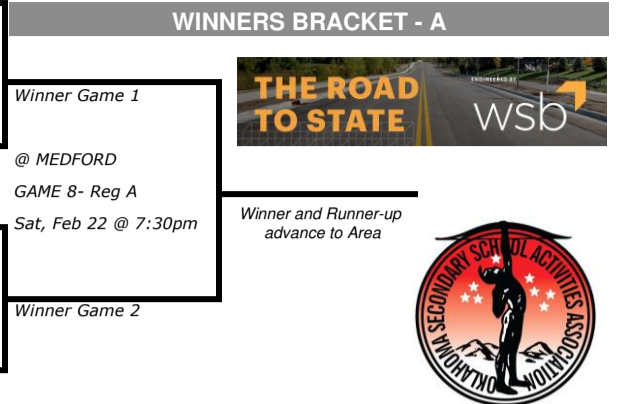 WINNERS BRACKET - A
THE ROAD
TO STATE
ENGINEERED BY
wsb
Winner Game 1
@ MEDFORD
GAME 8- Reg A
Sat, Feb 22 @ 7:30pm
Winner and Runner-up
advance to Area
Winner Game 2
OKLAHOMA SECONDARY SCHOOL ACTIVITIES ASSOCIATION